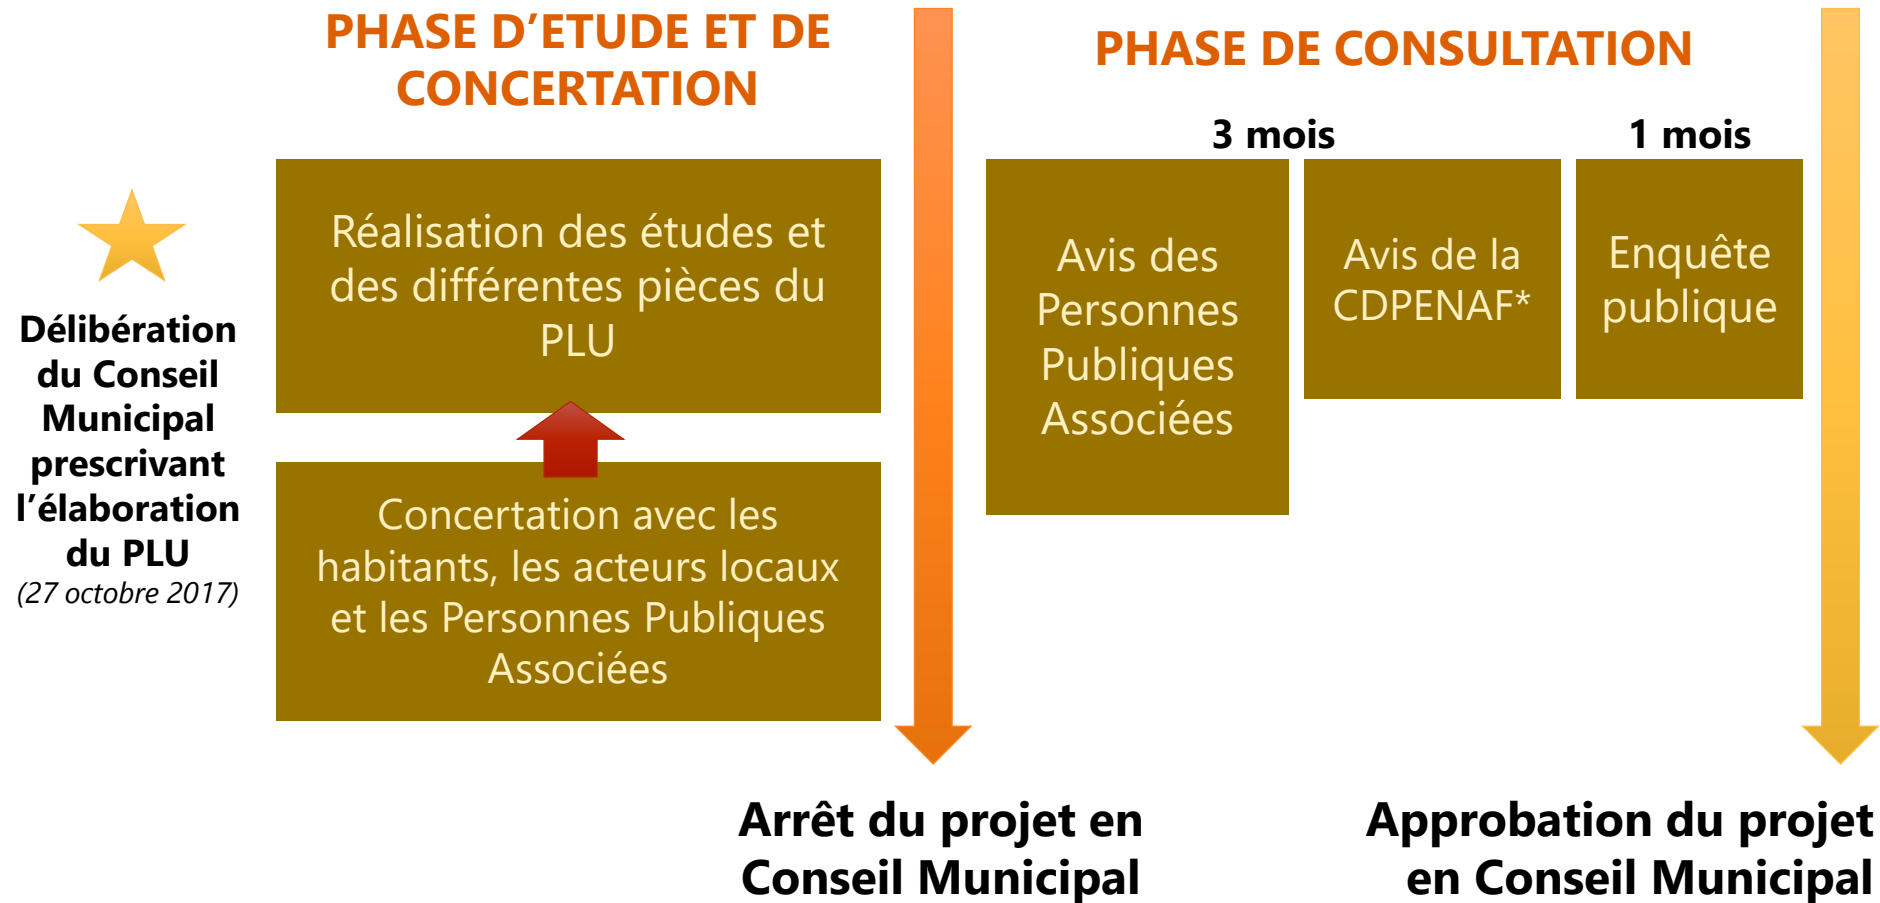 Délibération
du Conseil
Municipal
prescrivant
l’élaboration
du PLU
(27 octobre 2017)
PHASE D’ETUDE ET DE
CONCERTATION
Réalisation des études et
des différentes pièces du
PLU
Concertation avec les
habitants, les acteurs locaux
et les Personnes Publiques
Associées
Arrêt du projet en
Conseil Municipal
PHASE DE CONSULTATION
3 mois
1 mois
Avis des
Personnes
Publiques
Associées
Avis de la
CDPENAF*
Enquête
publique
Approbation du projet
en Conseil Municipal